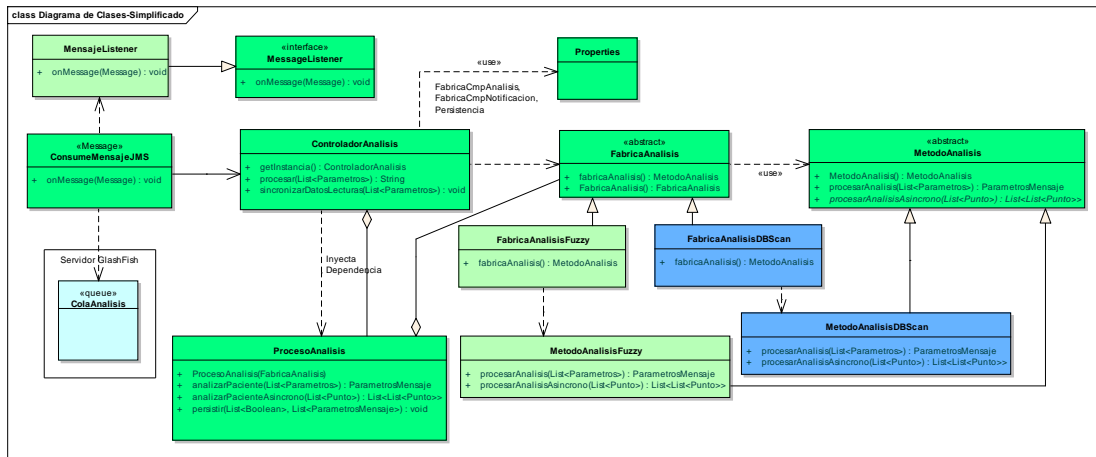 class Diagrama de Clases-Simplificado
MensajeListener
+ onMessage(Message) : void
«interface»
MessageListener
+ onMessage(Message) : void
Properties
«use»
FabricaCmpAnalisis,
FabricaCmpNotificacion,
Persistencia
«Message»
ConsumeMensajeJMS
+ onMessage(Message) : void
ControladorAnalisis
+ getInstancia() : ControladorAnalisis
+ procesar(List<Parametros>) : String
+ sincronizarDatosLecturas(List<Parametros>) : void
«abstract»
FabricaAnalisis
+ fabricaAnalisis() : MetodoAnalisis
+ FabricaAnalisis() : FabricaAnalisis
«use»
«abstract»
MetodoAnalisis
+ MetodoAnalisis() : MetodoAnalisis
+ procesarAnalisis(List<Parametros>) : ParametrosMensaje
+ procesarAnalisisAsincrono(List<Punto>) : List<List<Punto>>
FabricaAnalisisFuzzy
+ fabricaAnalisis() : MetodoAnalisis
FabricaAnalisisDBScan
+ fabricaAnalisis() : MetodoAnalisis
Servidor GlashFish
«queue»
ColaAnalisis
Inyecta
Dependencia
MetodoAnalisisDBScan
+ procesarAnalisis(List<Parametros>) : ParametrosMensaje
+ procesarAnalisisAsincrono(List<Punto>) : List<List<Punto>>
ProcesoAnalisis
+ ProcesoAnalisis(FabricaAnalisis)
+ analizarPaciente(List<Parametros>) : ParametrosMensaje
+ analizarPacienteAsincrono(List<Punto>) : List<List<Punto>>
+ persistir(List<Boolean>, List<ParametrosMensaje>) : void
MetodoAnalisisFuzzy
+ procesarAnalisis(List<Parametros>) : ParametrosMensaje
+ procesarAnalisisAsincrono(List<Punto>) : List<List<Punto>>